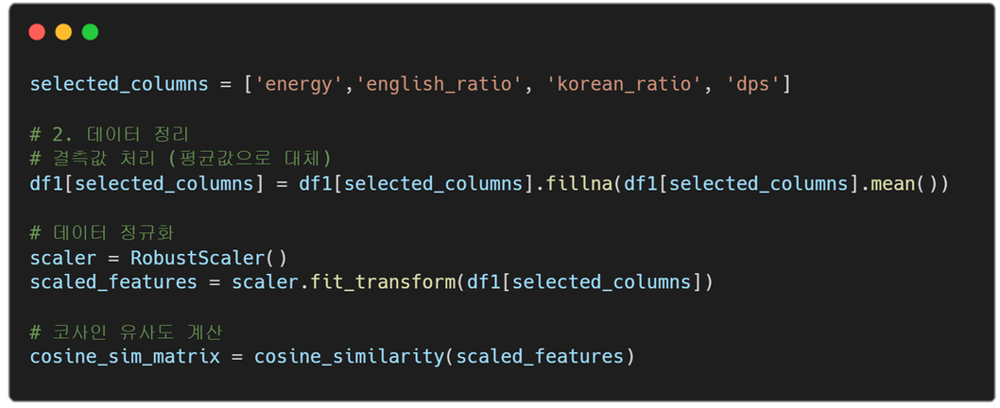 selected_columns = ['energy','english_ratio', 'korean_ratio', 'dps']
# 2. 데이터 정리
# 결측값 처리 (평균값으로 대체)
df1[selected_columns] = df1[selected_columns].fillna(df1[selected_columns].mean())
# 데이터 정규화
scaler = RobustScaler()
scaled_features = scaler.fit_transform(df1[selected_columns])
# 코사인 유사도 계산
cosine_sim_matrix = cosine_similarity(scaled_features)